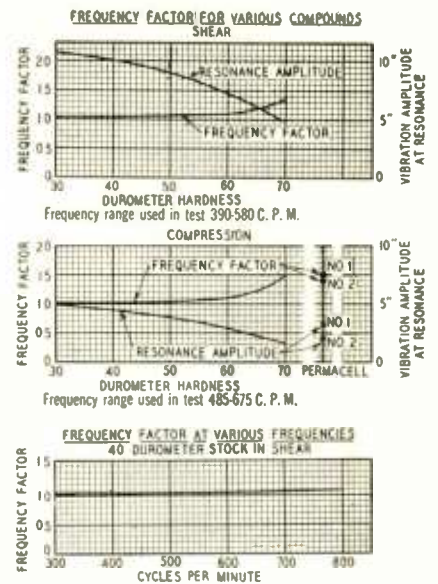 FREQUENCY FACTOR FOR VARIOUS COMPOUNDS
SHEAR
FREQUENCY FACTOR
2.0
1.5
1.0
0.5
0
RESONANCE AMPLITUDE
FREQUENCY FACTOR
10"
5"
0
VIBRATION AMPLITUDE
AT RESONANCE
30 40 50 60 70
DUROMETER HARDNESS
Frequency range used in test 390-580 C. P. M.
COMPRESSION
FREQUENCY FACTOR
2.0
1.5
1.0
0.5
0
FREQUENCY FACTOR
RESONANCE AMPLITUDE
NO 1
NO 2
NO 1
NO 2
10"
5"
0
VIBRATION AMPLITUDE
AT RESONANCE
30 40 50 60 70 PERMACELL
DUROMETER HARDNESS
Frequency range used in test 485-675 C. P. M.
FREQUENCY FACTOR AT VARIOUS FREQUENCIES
40 DUROMETER STOCK IN SHEAR
FREQUENCY FACTOR
1.5
1.0
0.5
0
300 400 500 600 700 800
CYCLES PER MINUTE